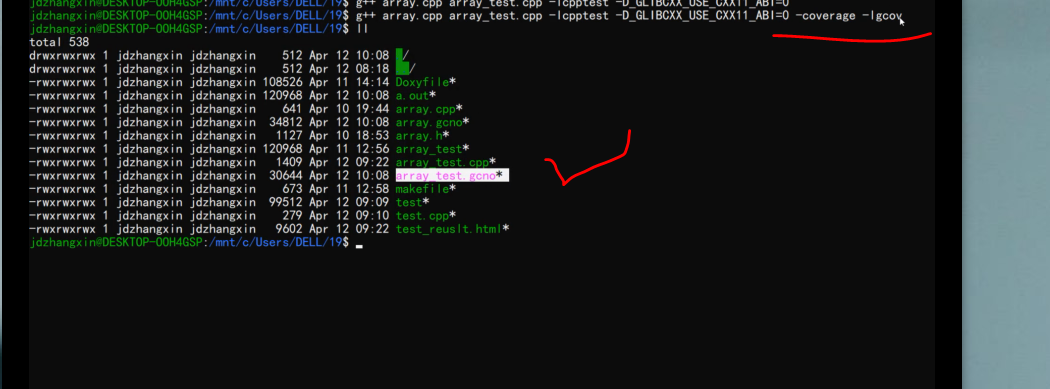 jdzhangxin@DESKTOP-OOH4GSP:/mnt/c/Users/DELL/19$ g++ array.cpp array_test.cpp -lcpptest -D_GLIBCXX_USE_CXX11_ABI=0
jdzhangxin@DESKTOP-OOH4GSP:/mnt/c/Users/DELL/19$ g++ array.cpp array_test.cpp -lcpptest -D_GLIBCXX_USE_CXX11_ABI=0 -coverage -lgcov
jdzhangxin@DESKTOP-OOH4GSP:/mnt/c/Users/DELL/19$ ll
total 538
drwxrwxrwx 1 jdzhangxin jdzhangxin 512 Apr 12 10:08 ./
drwxrwxrwx 1 jdzhangxin jdzhangxin 512 Apr 12 08:18 ../
-rwxrwxrwx 1 jdzhangxin jdzhangxin 108526 Apr 11 14:14 Doxyfile*
-rwxrwxrwx 1 jdzhangxin jdzhangxin 120968 Apr 12 10:08 a.out*
-rwxrwxrwx 1 jdzhangxin jdzhangxin 641 Apr 10 19:44 array.cpp*
-rwxrwxrwx 1 jdzhangxin jdzhangxin 34812 Apr 12 10:08 array.gcno*
-rwxrwxrwx 1 jdzhangxin jdzhangxin 1127 Apr 10 18:53 array.h*
-rwxrwxrwx 1 jdzhangxin jdzhangxin 120968 Apr 11 12:56 array_test*
-rwxrwxrwx 1 jdzhangxin jdzhangxin 1409 Apr 12 09:22 array_test.cpp*
-rwxrwxrwx 1 jdzhangxin jdzhangxin 30644 Apr 12 10:08 array_test.gcno*
-rwxrwxrwx 1 jdzhangxin jdzhangxin 673 Apr 11 12:58 makefile*
-rwxrwxrwx 1 jdzhangxin jdzhangxin 99512 Apr 12 09:09 test*
-rwxrwxrwx 1 jdzhangxin jdzhangxin 279 Apr 12 09:10 test.cpp*
-rwxrwxrwx 1 jdzhangxin jdzhangxin 9602 Apr 12 09:22 test_reuslt.html*
jdzhangxin@DESKTOP-OOH4GSP:/mnt/c/Users/DELL/19$